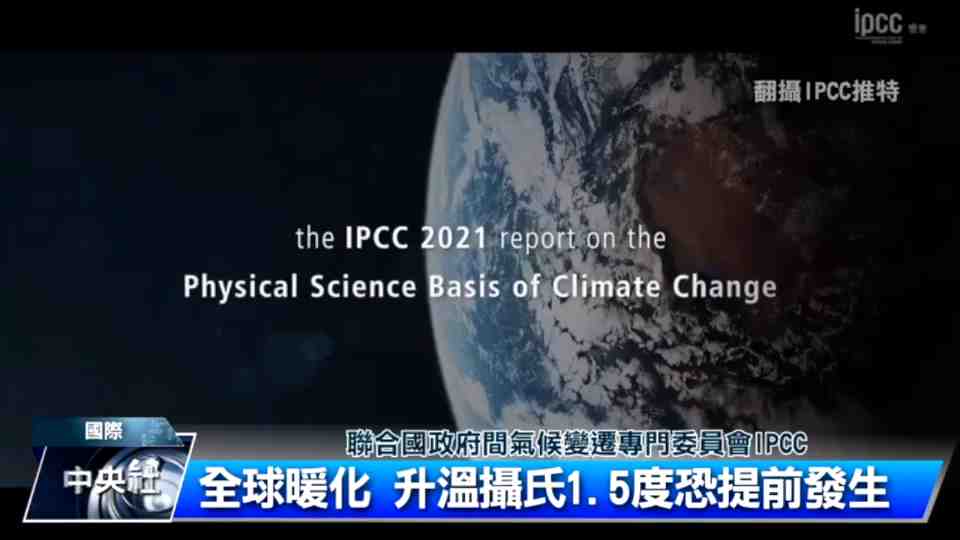 ipcc
翻攝IPCC推特
the IPCC 2021 report on the
Physical Science Basis of Climate Change
國際
聯合國政府間氣候變遷專門委員會IPCC
中央社
全球暖化 升溫攝氏1.5度恐提前發生